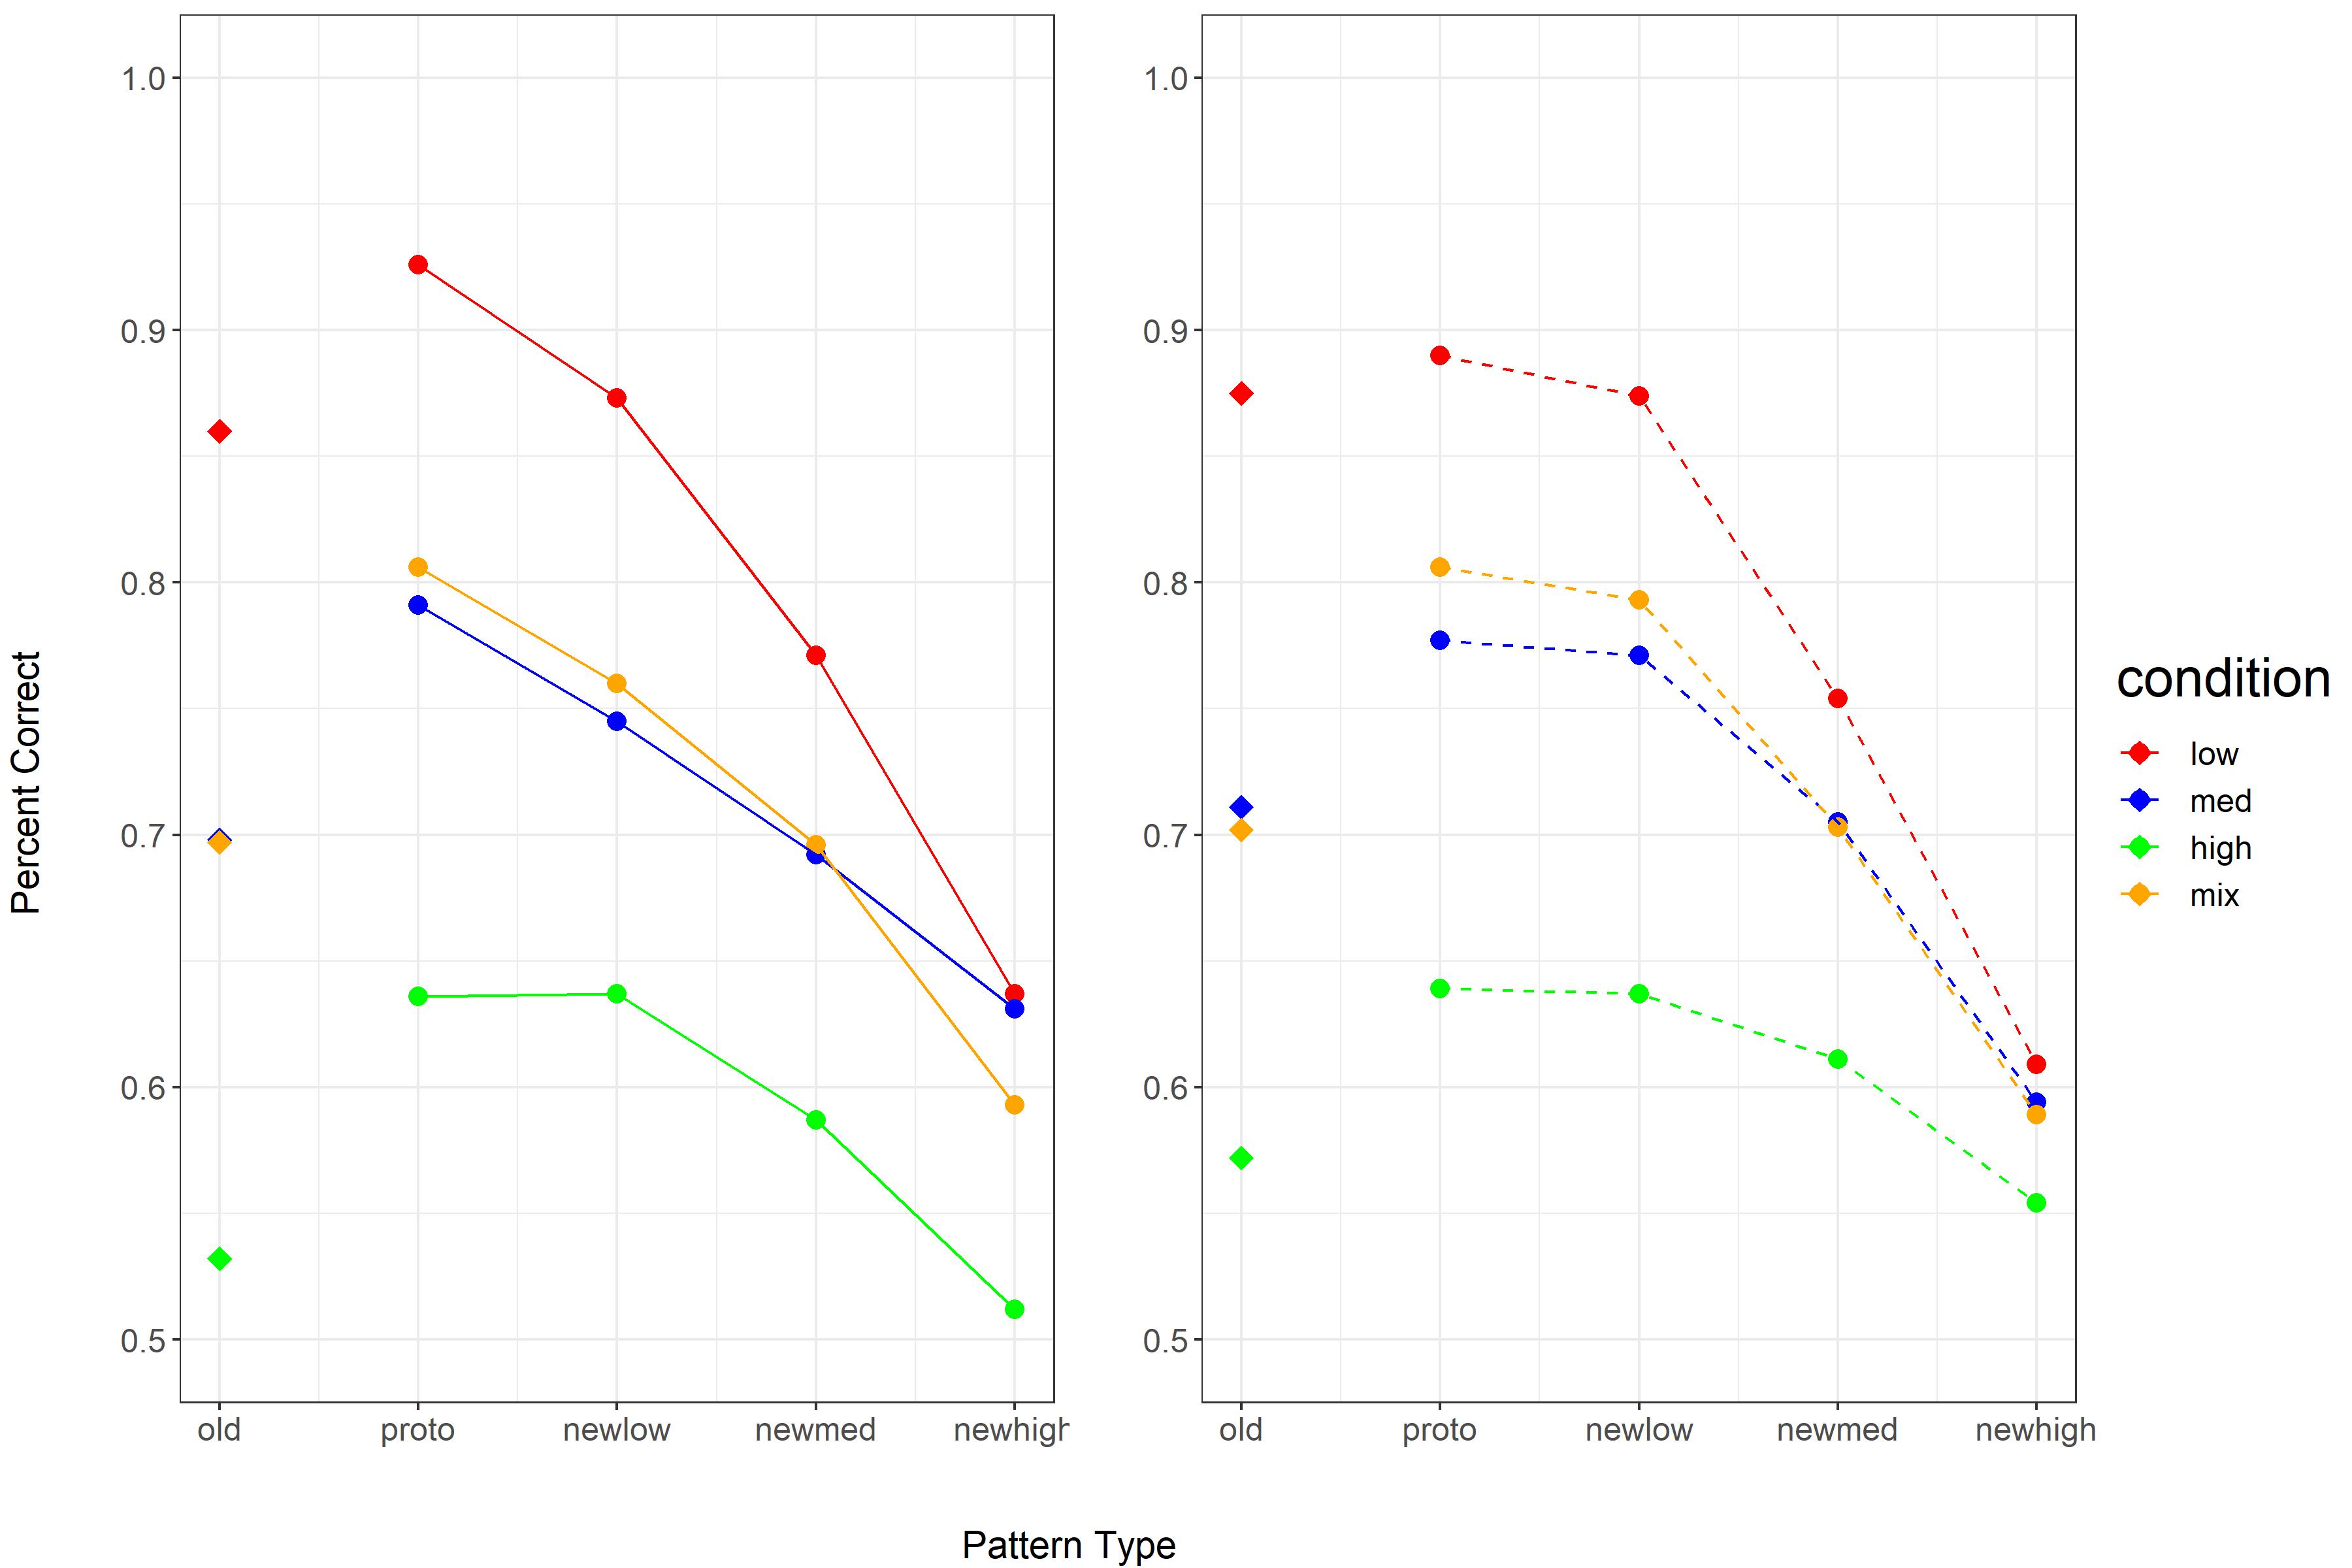 1.0
0.9
0.8
0.7
0.6
0.5
old proto newlow newmed newhigh
1.0
0.9
0.8
0.7
0.6
0.5
old proto newlow newmed newhigh
Percent Correct
Pattern Type
condition
low
med
high
mix